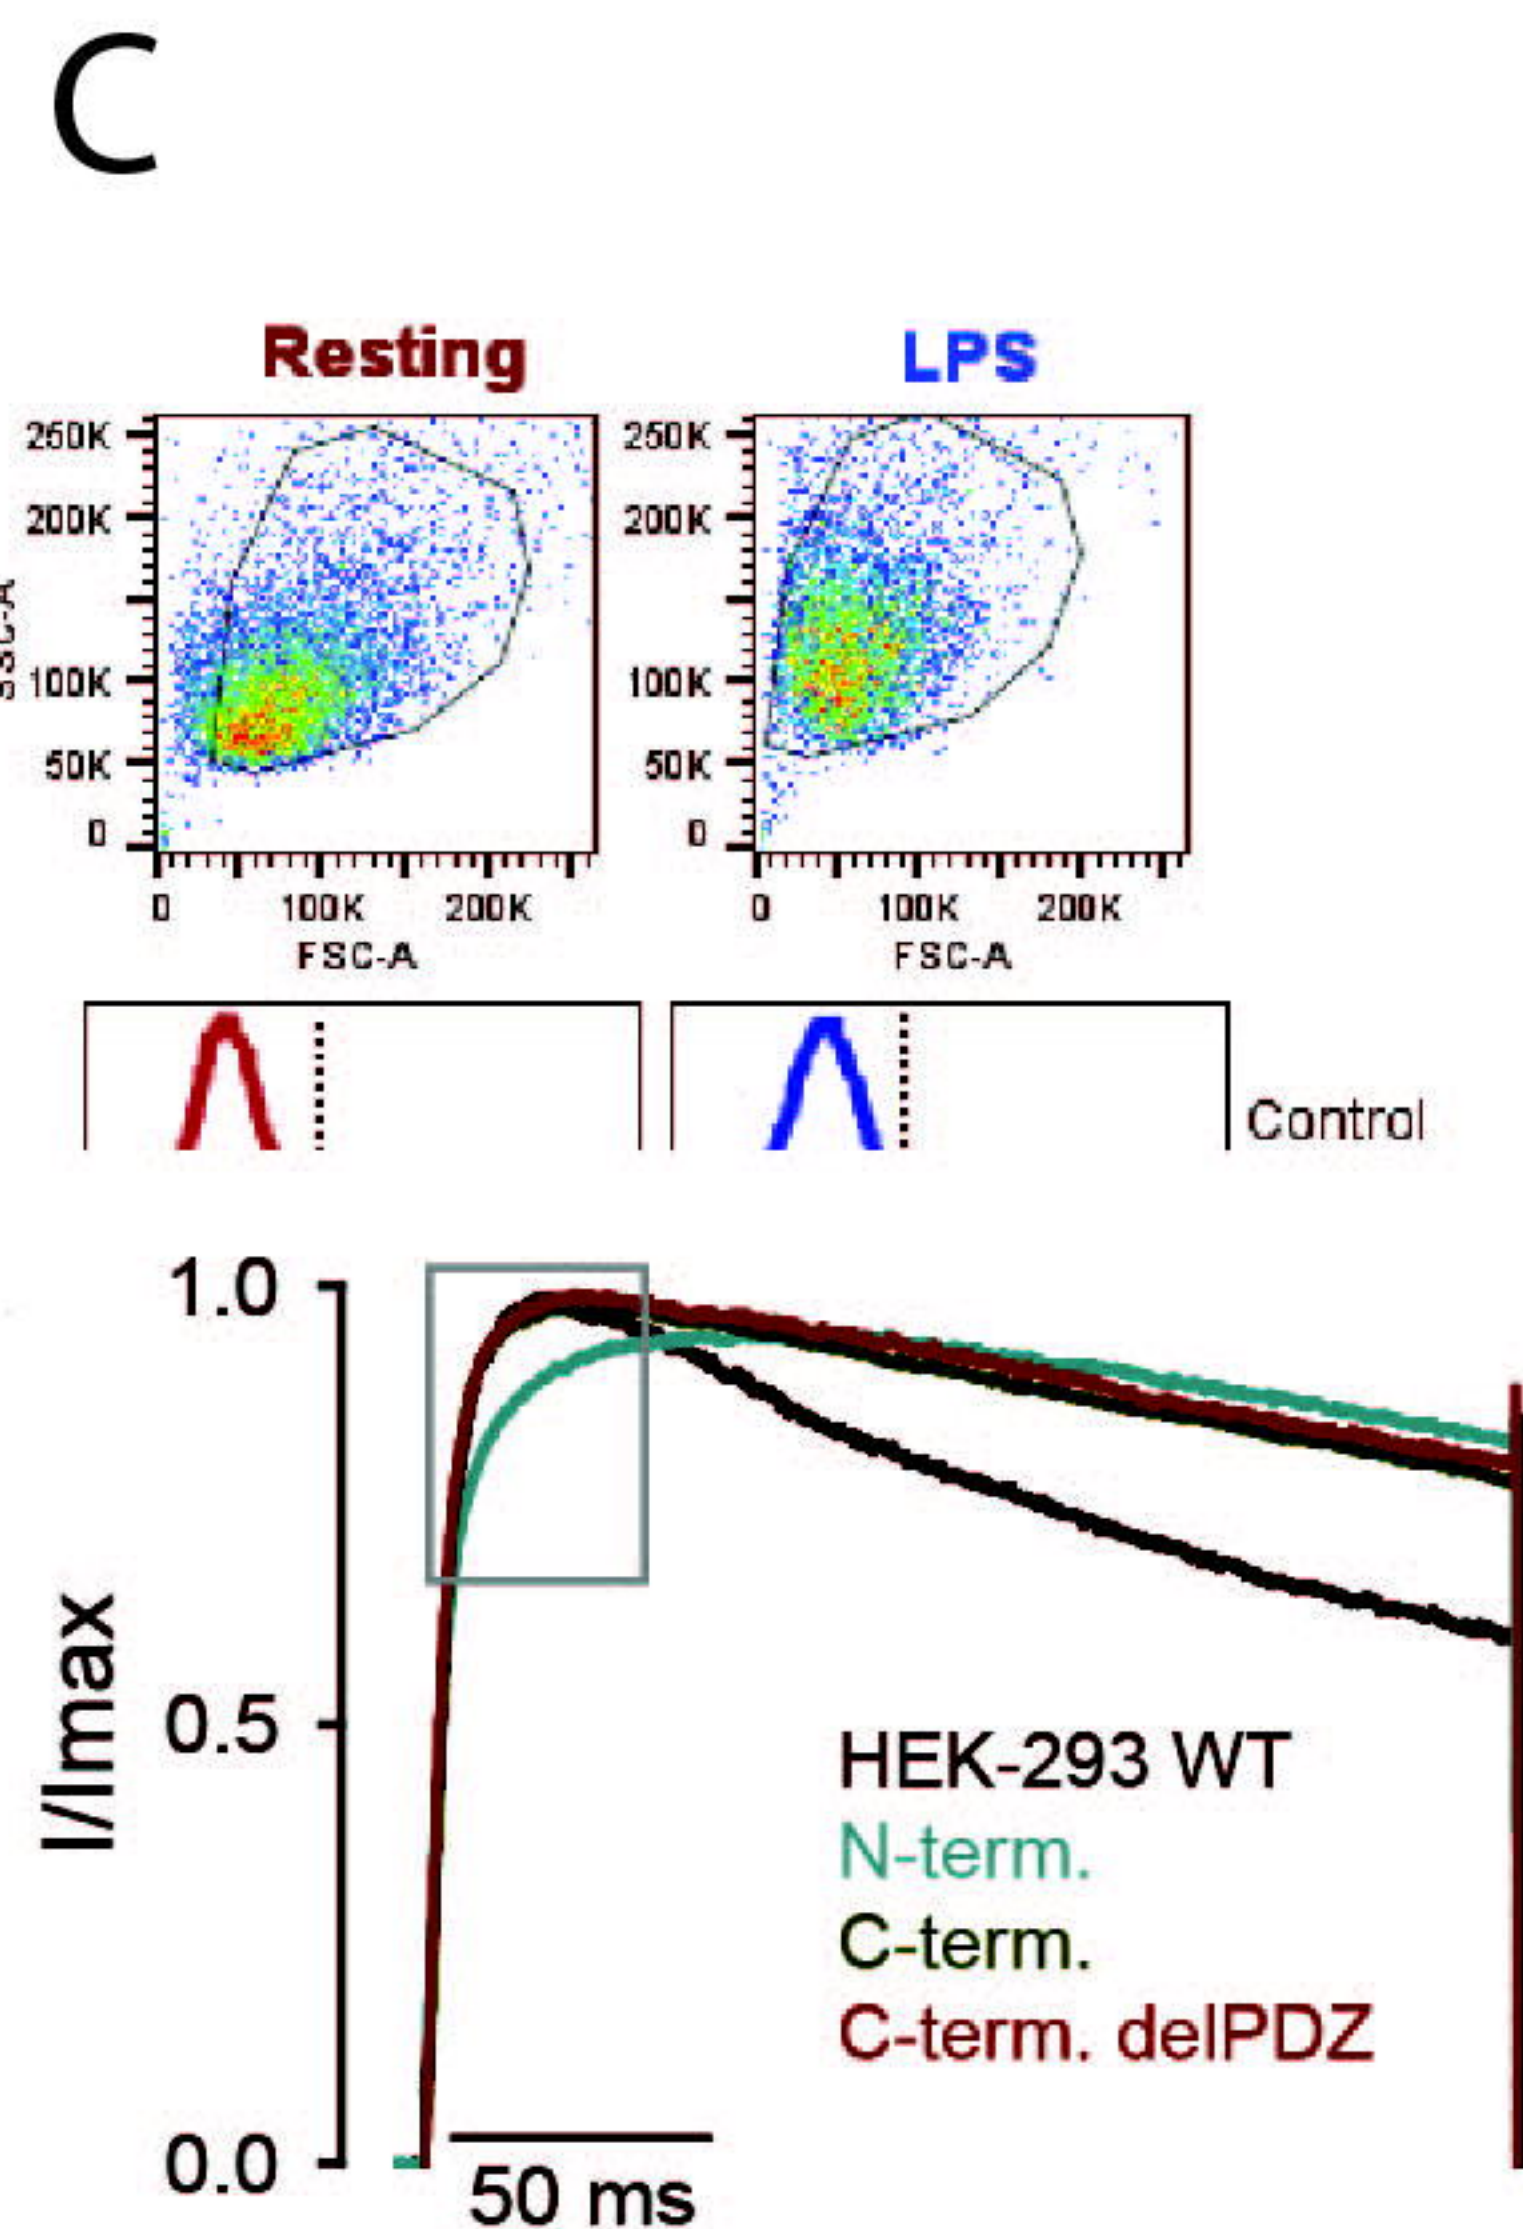 C
Resting LPS
250K 250K
200K 200K
SSC-A
100K 100K
50K 50K
0 0
0 100K 200K 0 100K 200K
FSC-A FSC-A
Control
1.0
I/Imax
0.5
0.0
HEK-293 WT
N-term.
C-term.
C-term. delPDZ
50 ms